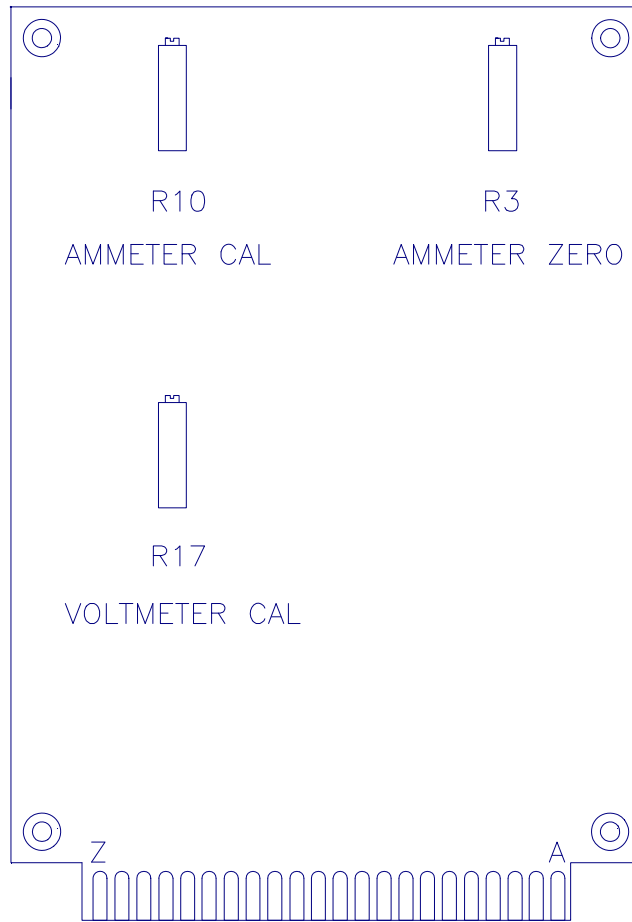 R10
R3
AMMETER CAL
AMMETER ZERO
R17
VOLTMETER CAL
Z
A